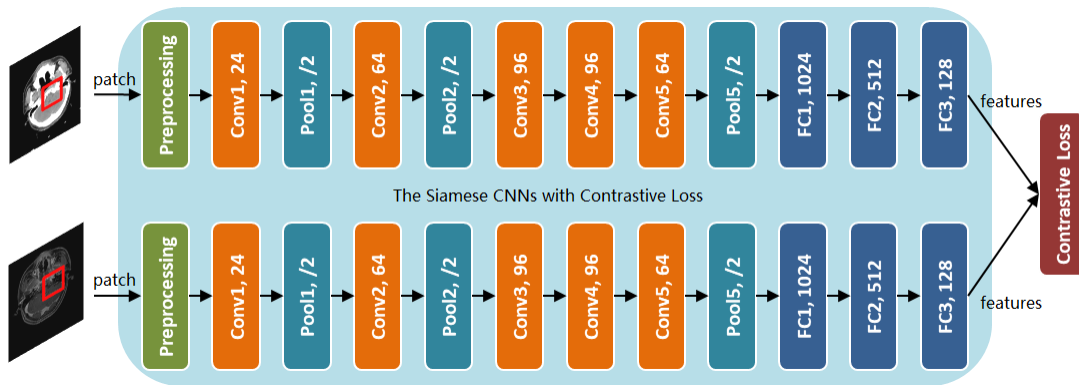 patch
Preprocessing
Conv1, 24
Pool1, /2
Conv2, 64
Pool2, /2
Conv3, 96
Conv4, 96
Conv5, 64
Pool5, /2
FC1, 1024
FC2, 512
FC3, 128
features
Contrastive Loss
The Siamese CNNs with Contrastive Loss
patch
Preprocessing
Conv1, 24
Pool1, /2
Conv2, 64
Pool2, /2
Conv3, 96
Conv4, 96
Conv5, 64
Pool5, /2
FC1, 1024
FC2, 512
FC3, 128
features